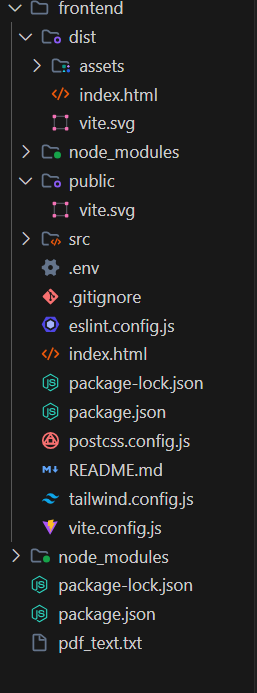 frontend
dist
assets
index.html
vite.svg
node_modules
public
vite.svg
src
.env
.gitignore
eslint.config.js
index.html
package-lock.json
package.json
postcss.config.js
README.md
tailwind.config.js
vite.config.js
node_modules
package-lock.json
package.json
pdf_text.txt